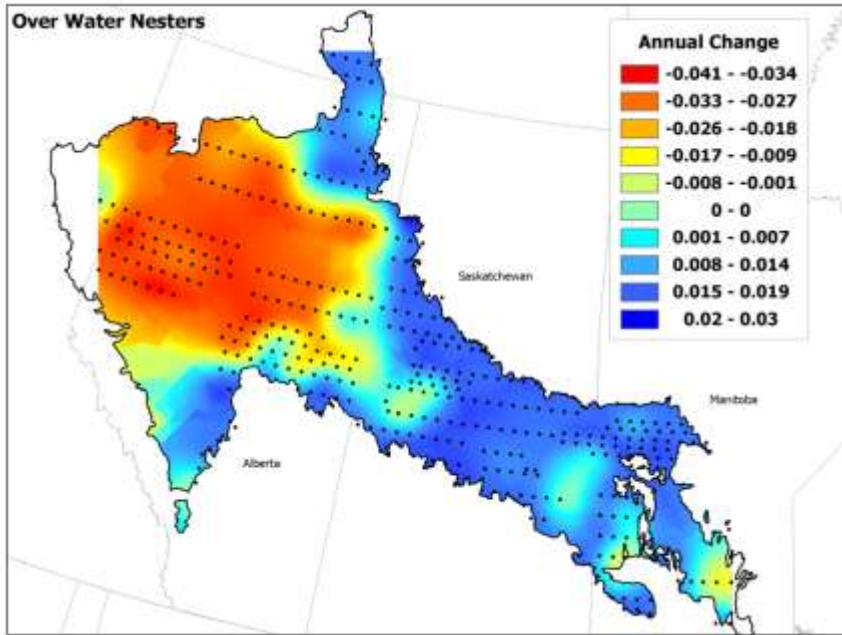 Over Water Nesters
Annual Change
-0.041 - -0.034
-0.033 - -0.027
-0.026 - -0.018
-0.017 - -0.009
-0.008 - -0.001
0 - 0
0.001 - 0.007
0.008 - 0.014
0.015 - 0.019
0.02 - 0.03
Saskatchewan
Manitoba
Alberta